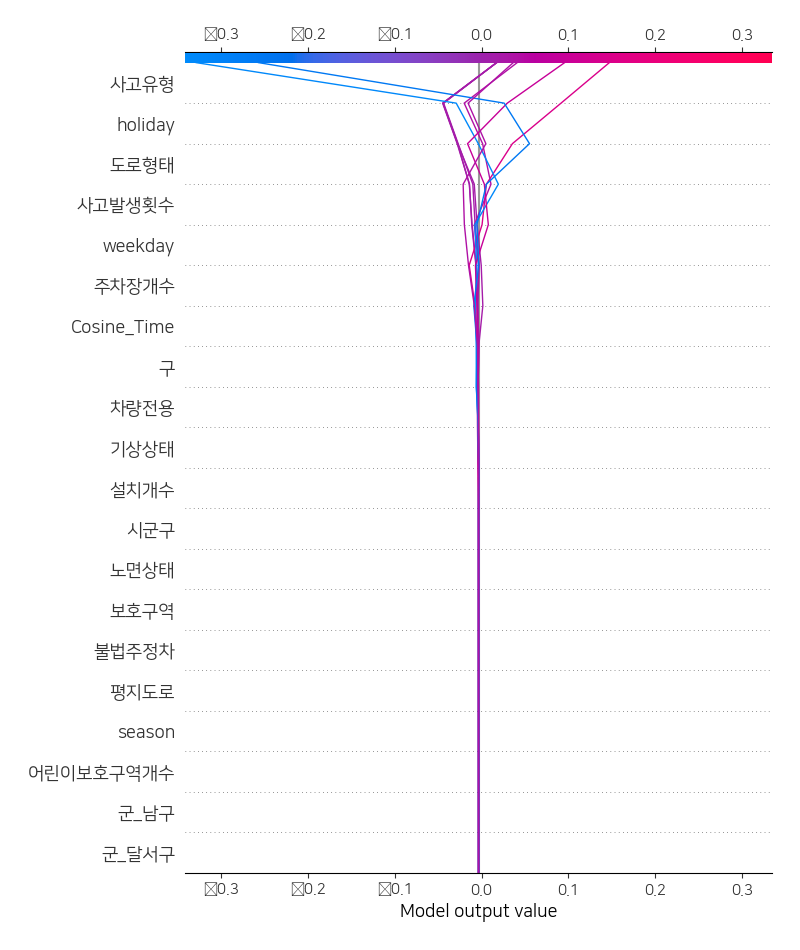 ☒0.3 ☒0.2 ☒0.1 0.0 0.1 0.2 0.3
사고유형
holiday
도로형태
사고발생횟수
weekday
주차장개수
Cosine_Time
구
차량전용
기상상태
설치개수
시군구
노면상태
보호구역
불법주정차
평지도로
season
어린이보호구역개수
군_남구
군_달서구
☒0.3 ☒0.2 ☒0.1 0.0 0.1 0.2 0.3
Model output value